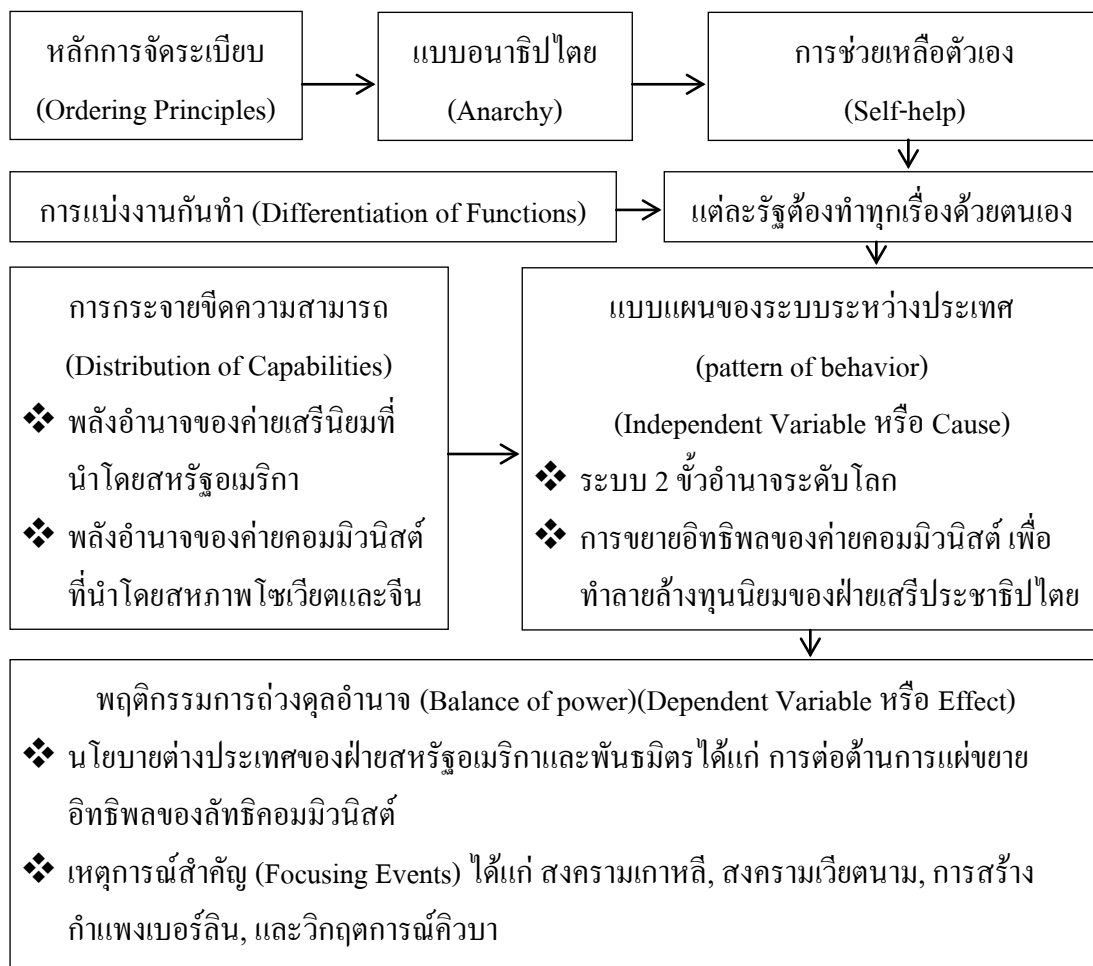 หลักการจัดระเบียบ
(Ordering Principles)
แบบอนาธิปไตย
(Anarchy)
การช่วยเหลือตัวเอง
(Self-help)
การแบ่งงานกันทำ (Differentiation of Functions)
แต่ละรัฐต้องทำทุกเรื่องด้วยตนเอง
การกระจายขีดความสามารถ
(Distribution of Capabilities)
❖ พลังอำนาจของค่ายเสรีนิยมที่
นำโดยสหรัฐอเมริกา
❖ พลังอำนาจของค่ายคอมมิวนิสต์
ที่นำโดยสหภาพโซเวียตและจีน
แบบแผนของระบบระหว่างประเทศ
(pattern of behavior)
(Independent Variable หรือ Cause)
❖ ระบบ 2 ขั้วอำนาจระดับโลก
❖ การขยายอิทธิพลของค่ายคอมมิวนิสต์ เพื่อ
ทำลายล้างทุนนิยมของฝ่ายเสรีประชาธิปไตย
พฤติกรรมการถ่วงดุลอำนาจ (Balance of power)(Dependent Variable หรือ Effect)
❖ นโยบายต่างประเทศของฝ่ายสหรัฐอเมริกาและพันธมิตรได้แก่ การต่อต้านการแผ่ขยาย
อิทธิพลของลัทธิคอมมิวนิสต์
❖ เหตุการณ์สำคัญ (Focusing Events) ได้แก่ สงครามเกาหลี, สงครามเวียตนาม, การสร้าง
กำแพงเบอร์ลิน, และวิกฤตการณ์คิวบา